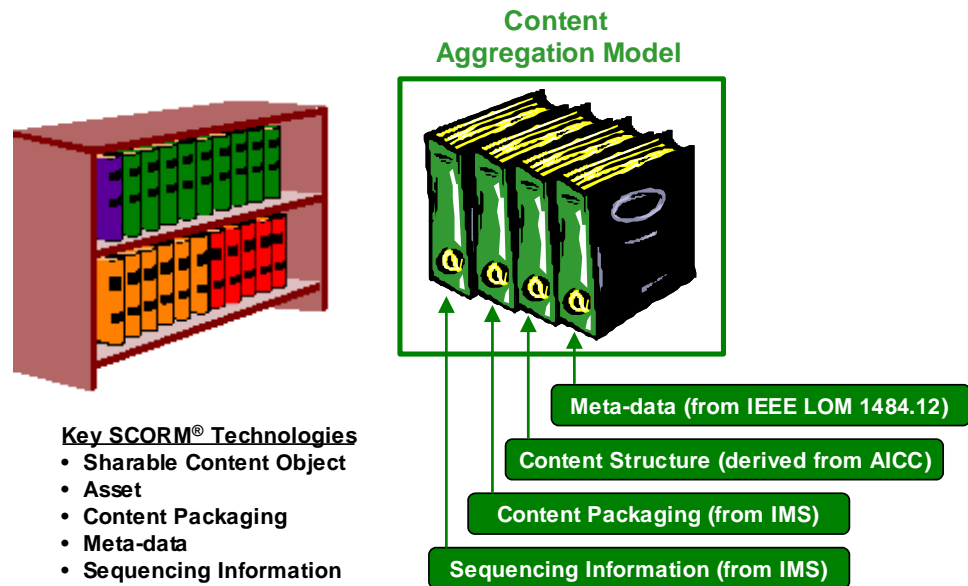 Content
Aggregation Model
Meta-data (from IEEE LOM 1484.12)
Content Structure (derived from AICC)
Content Packaging (from IMS)
Sequencing Information (from IMS)
Key SCORM® Technologies
• Sharable Content Object
• Asset
• Content Packaging
• Meta-data
• Sequencing Information